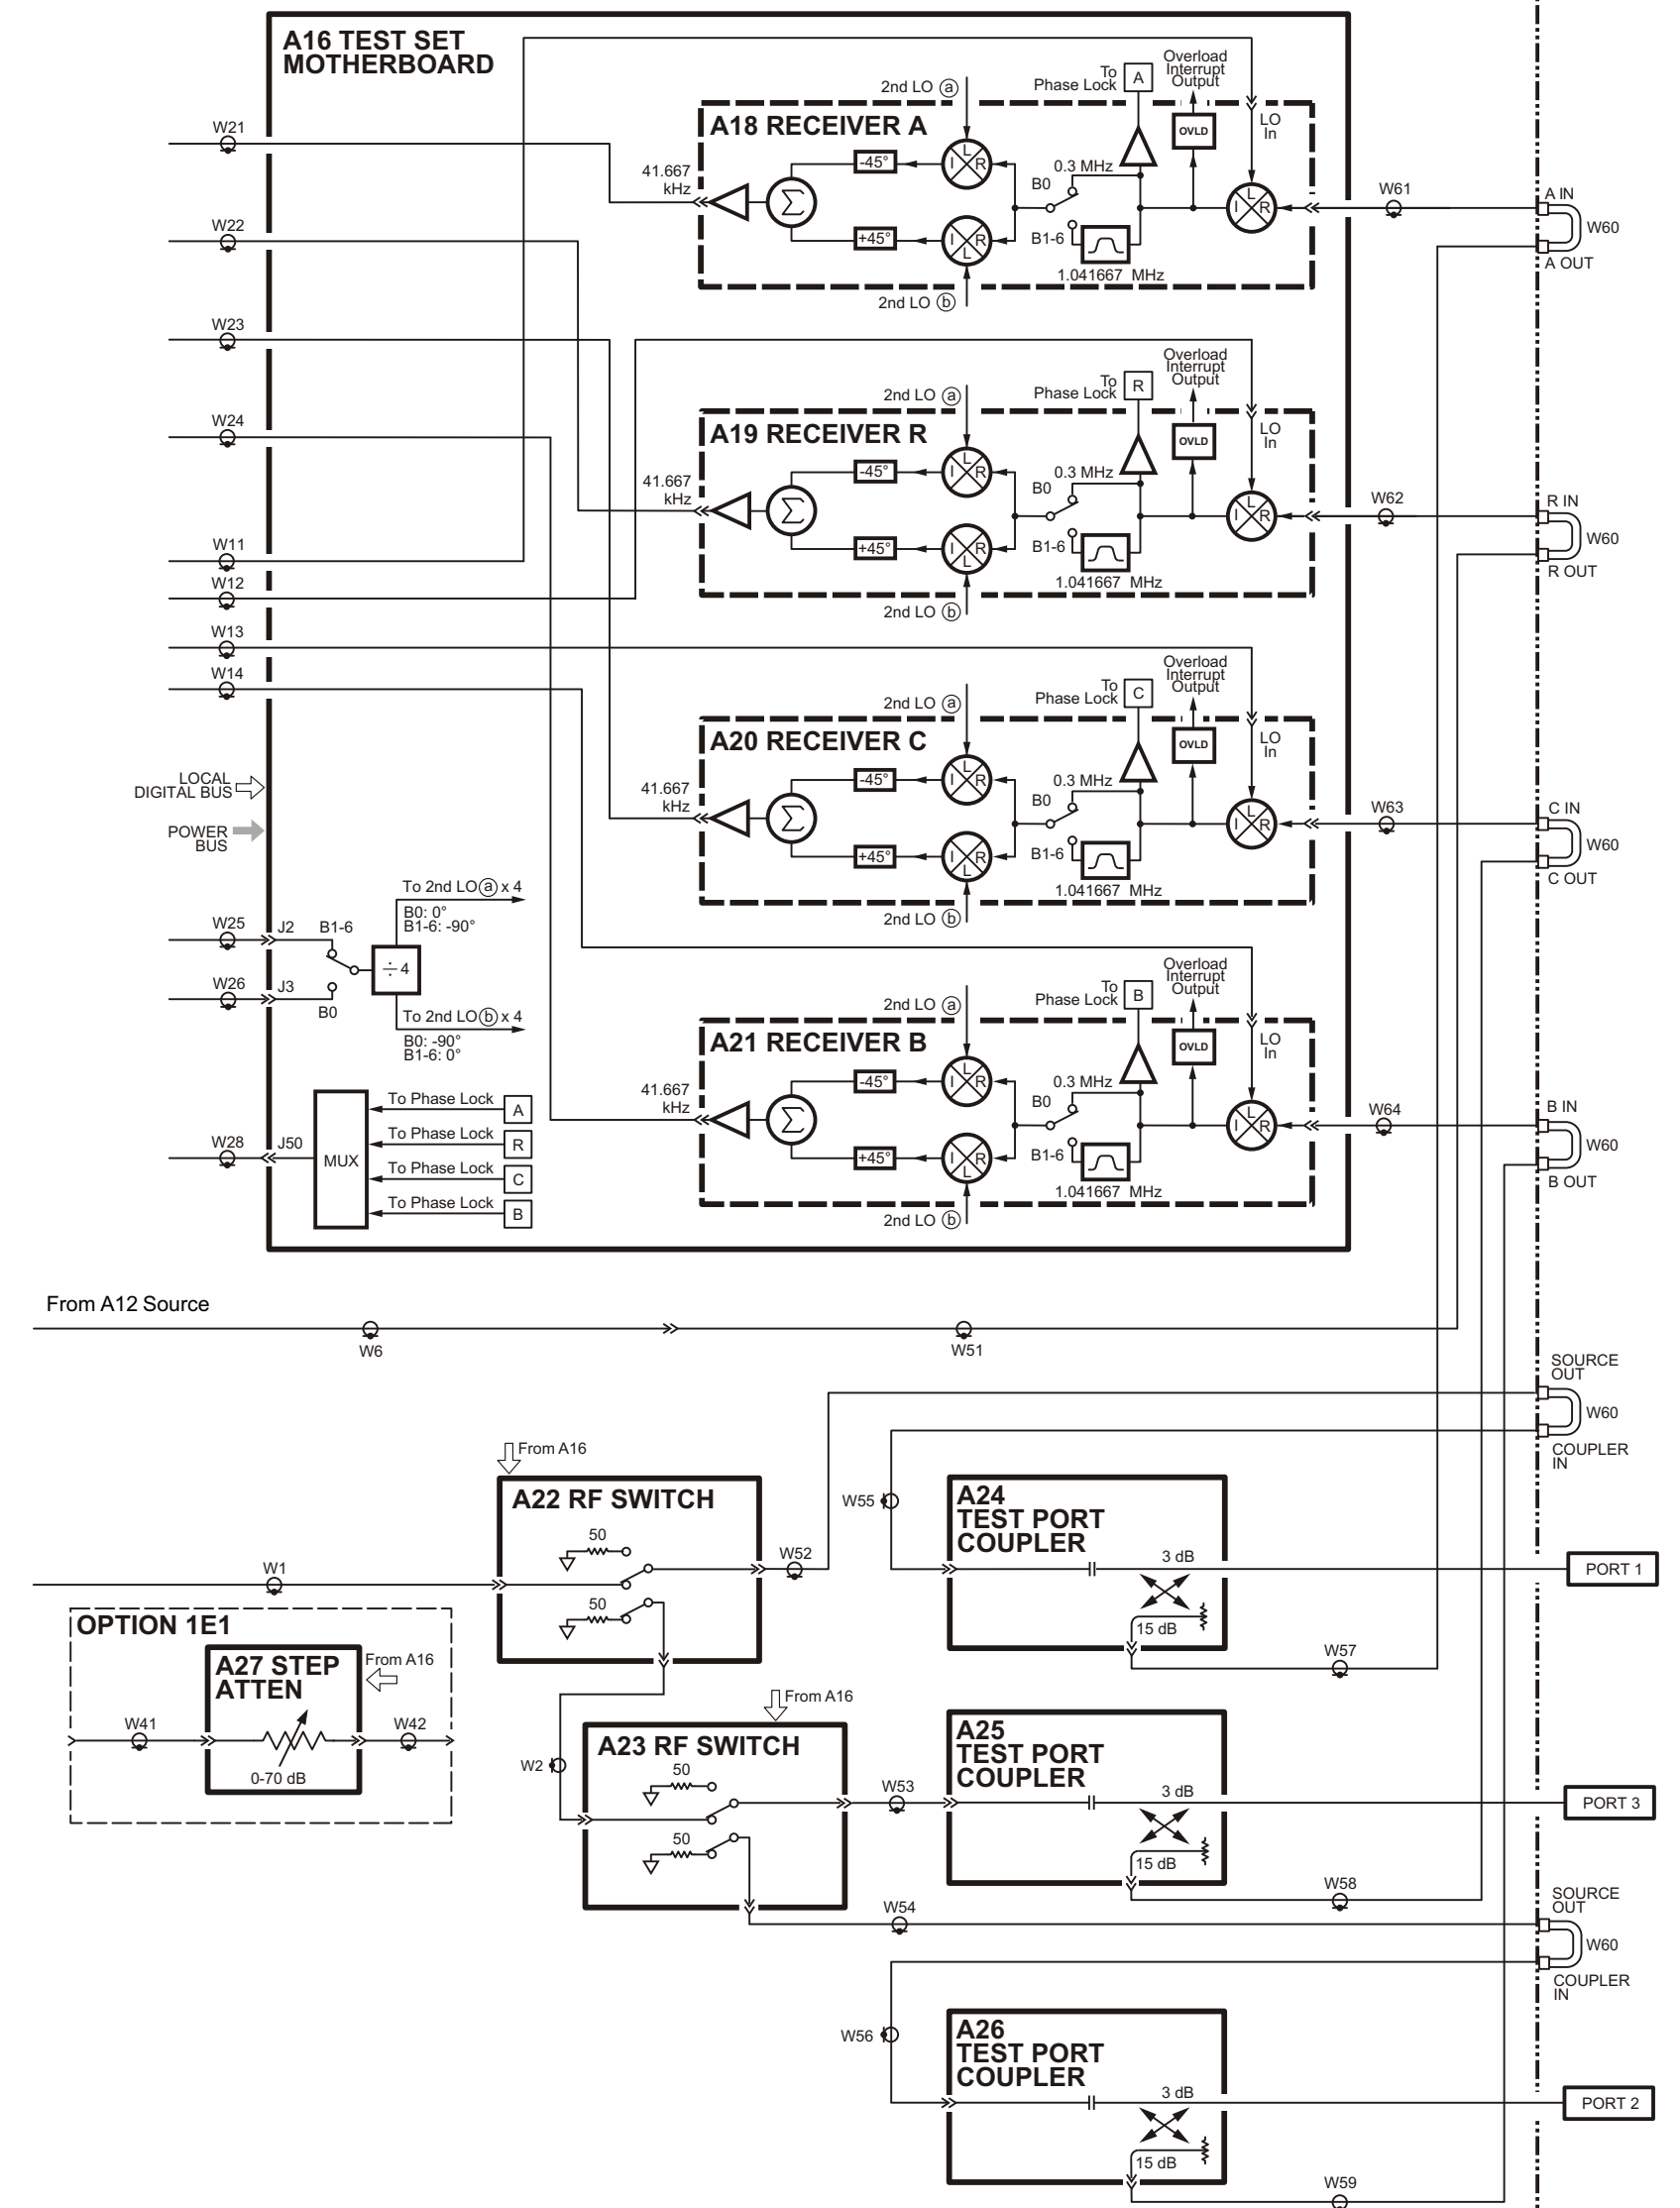 A16 TEST SET
MOTHERBOARD
W21
W22
W23
W24
W11
W12
W13
W14
LOCAL
DIGITAL BUS
POWER
BUS
W25
J2
B1-6
W26
J3
B0
÷4
To 2nd LO a x 4
B0: 0°
B1-6: -90°
To 2nd LO b x 4
B0: -90°
B1-6: 0°
W28
J50
MUX
To Phase Lock A
To Phase Lock R
To Phase Lock C
To Phase Lock B
A18 RECEIVER A
2nd LO a
To
Phase Lock
A
Overload
Interrupt
Output
OVLD
LO
In
41.667
kHz
Σ
-45°
+45°
L
I R
I R
L
B0
0.3 MHz
B1-6
1.041667 MHz
L
I R
2nd LO b
W61
A IN
W60
A OUT
A19 RECEIVER R
2nd LO a
To
Phase Lock
R
Overload
Interrupt
Output
OVLD
LO
In
41.667
kHz
Σ
-45°
+45°
L
I R
I R
L
B0
0.3 MHz
B1-6
1.041667 MHz
L
I R
2nd LO b
W62
R IN
W60
R OUT
A20 RECEIVER C
2nd LO a
To
Phase Lock
C
Overload
Interrupt
Output
OVLD
LO
In
41.667
kHz
Σ
-45°
+45°
L
I R
I R
L
B0
0.3 MHz
B1-6
1.041667 MHz
L
I R
2nd LO b
W63
C IN
W60
C OUT
A21 RECEIVER B
2nd LO a
To
Phase Lock
B
Overload
Interrupt
Output
OVLD
LO
In
41.667
kHz
Σ
-45°
+45°
L
I R
I R
L
B0
0.3 MHz
B1-6
1.041667 MHz
L
I R
2nd LO b
W64
B IN
W60
B OUT
From A12 Source
W6
W51
SOURCE
OUT
W60
COUPLER
IN
From A16
A22 RF SWITCH
50
50
W1
W52
W55
A24
TEST PORT
COUPLER
3 dB
15 dB
PORT 1
W57
OPTION 1E1
A27 STEP
ATTEN
From A16
W41
W42
0-70 dB
From A16
A23 RF SWITCH
W2
50
50
W53
A25
TEST PORT
COUPLER
3 dB
15 dB
PORT 3
W58
W54
SOURCE
OUT
W60
COUPLER
IN
W56
A26
TEST PORT
COUPLER
3 dB
15 dB
PORT 2
W59